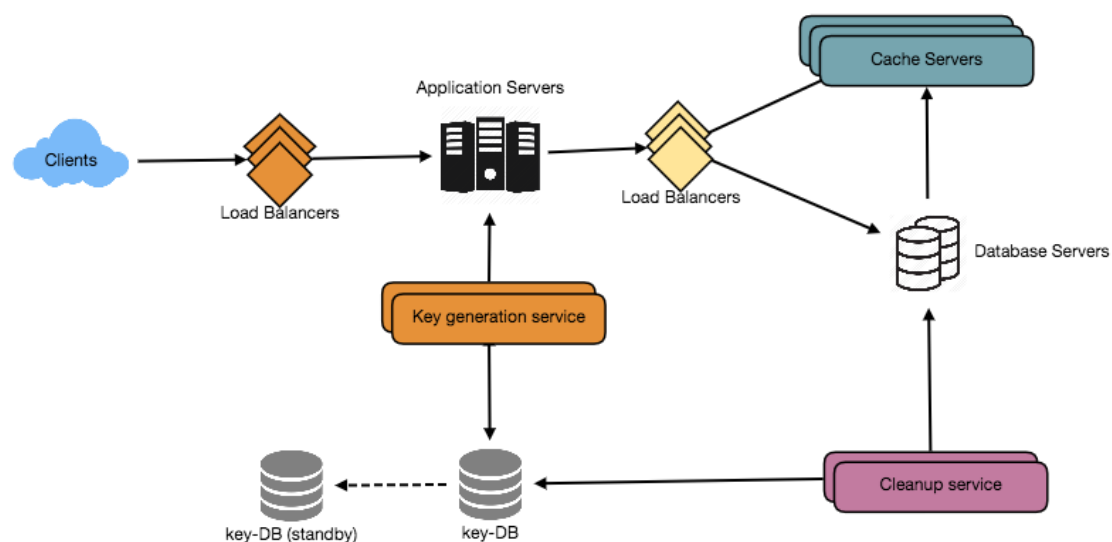 Cache Servers
Application Servers
Clients
Load Balancers
Load Balancers
Database Servers
Key generation service
Cleanup service
key-DB (standby)
key-DB